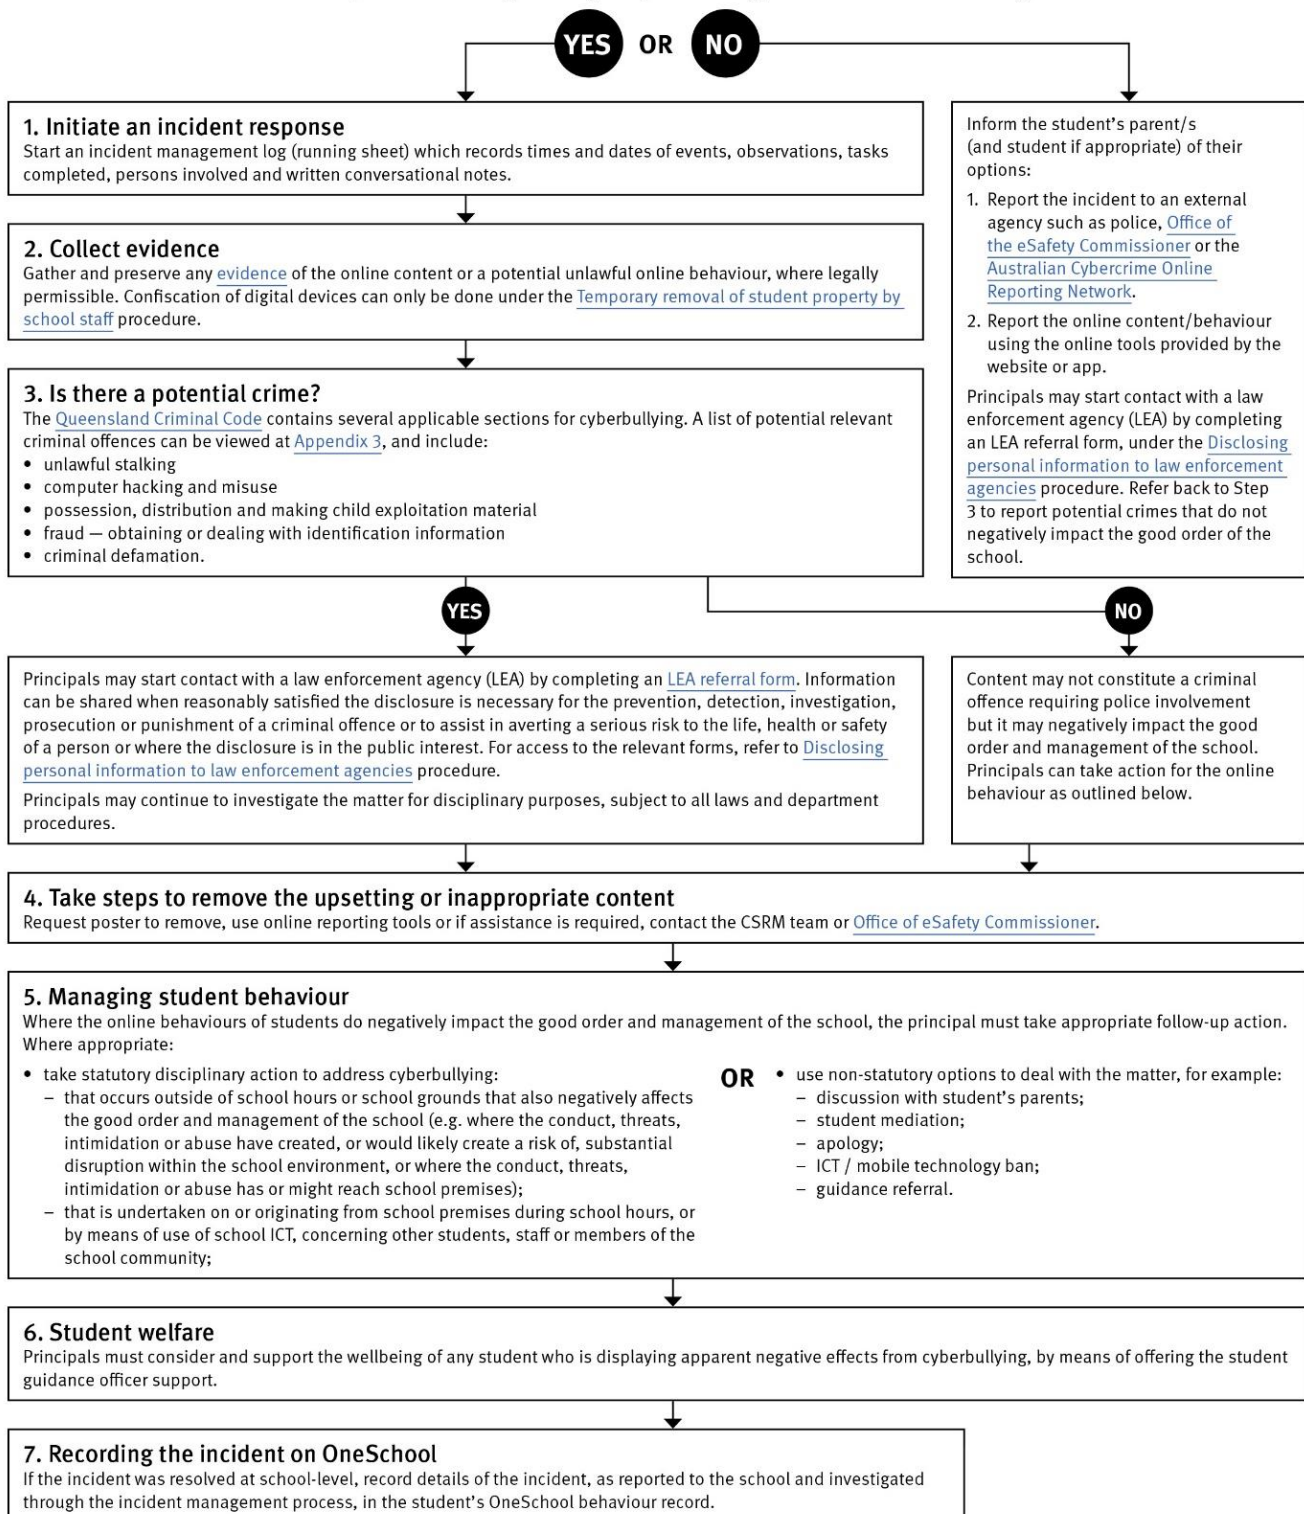 YES OR NO
1. Initiate an incident response
Start an incident management log (running sheet) which records times and dates of events, observations, tasks
completed, persons involved and written conversational notes.
2. Collect evidence
Gather and preserve any evidence of the online content or a potential unlawful online behaviour, where legally
permissible. Confiscation of digital devices can only be done under the Temporary removal of student property by
school staff procedure.
3. Is there a potential crime?
The Queensland Criminal Code contains several applicable sections for cyberbullying. A list of potential relevant
criminal offences can be viewed at Appendix 3, and include:
• unlawful stalking
• computer hacking and misuse
• possession, distribution and making child exploitation material
• fraud — obtaining or dealing with identification information
• criminal defamation.
Inform the student's parent/s
(and student if appropriate) of their
options:
1. Report the incident to an external
agency such as police, Office of
the eSafety Commissioner or the
Australian Cybercrime Online
Reporting Network.
2. Report the online content/behaviour
using the online tools provided by the
website or app.
Principals may start contact with a law
enforcement agency (LEA) by completing
an LEA referral form, under the Disclosing
personal information to law enforcement
agencies procedure. Refer back to Step
3 to report potential crimes that do not
negatively impact the good order of the
school.
YES
NO
Principals may start contact with a law enforcement agency (LEA) by completing an LEA referral form. Information
can be shared when reasonably satisfied the disclosure is necessary for the prevention, detection, investigation,
prosecution or punishment of a criminal offence or to assist in averting a serious risk to the life, health or safety
of a person or where the disclosure is in the public interest. For access to the relevant forms, refer to Disclosing
personal information to law enforcement agencies procedure.
Principals may continue to investigate the matter for disciplinary purposes, subject to all laws and department
procedures.
Content may not constitute a criminal
offence requiring police involvement
but it may negatively impact the good
order and management of the school.
Principals can take action for the online
behaviour as outlined below.
4. Take steps to remove the upsetting or inappropriate content
Request poster to remove, use online reporting tools or if assistance is required, contact the CSRM team or Office of eSafety Commissioner.
5. Managing student behaviour
Where the online behaviours of students do negatively impact the good order and management of the school, the principal must take appropriate follow-up action.
Where appropriate:
• take statutory disciplinary action to address cyberbullying:
– that occurs outside of school hours or school grounds that also negatively affects
the good order and management of the school (e.g. where the conduct, threats,
intimidation or abuse have created, or would likely create a risk of, substantial
disruption within the school environment, or where the conduct, threats,
intimidation or abuse has or might reach school premises);
– that is undertaken on or originating from school premises during school hours, or
by means of use of school ICT, concerning other students, staff or members of the
school community;
OR
• use non-statutory options to deal with the matter, for example:
– discussion with student's parents;
– student mediation;
– apology;
– ICT / mobile technology ban;
– guidance referral.
6. Student welfare
Principals must consider and support the wellbeing of any student who is displaying apparent negative effects from cyberbullying, by means of offering the student
guidance officer support.
7. Recording the incident on OneSchool
If the incident was resolved at school-level, record details of the incident, as reported to the school and investigated
through the incident management process, in the student's OneSchool behaviour record.